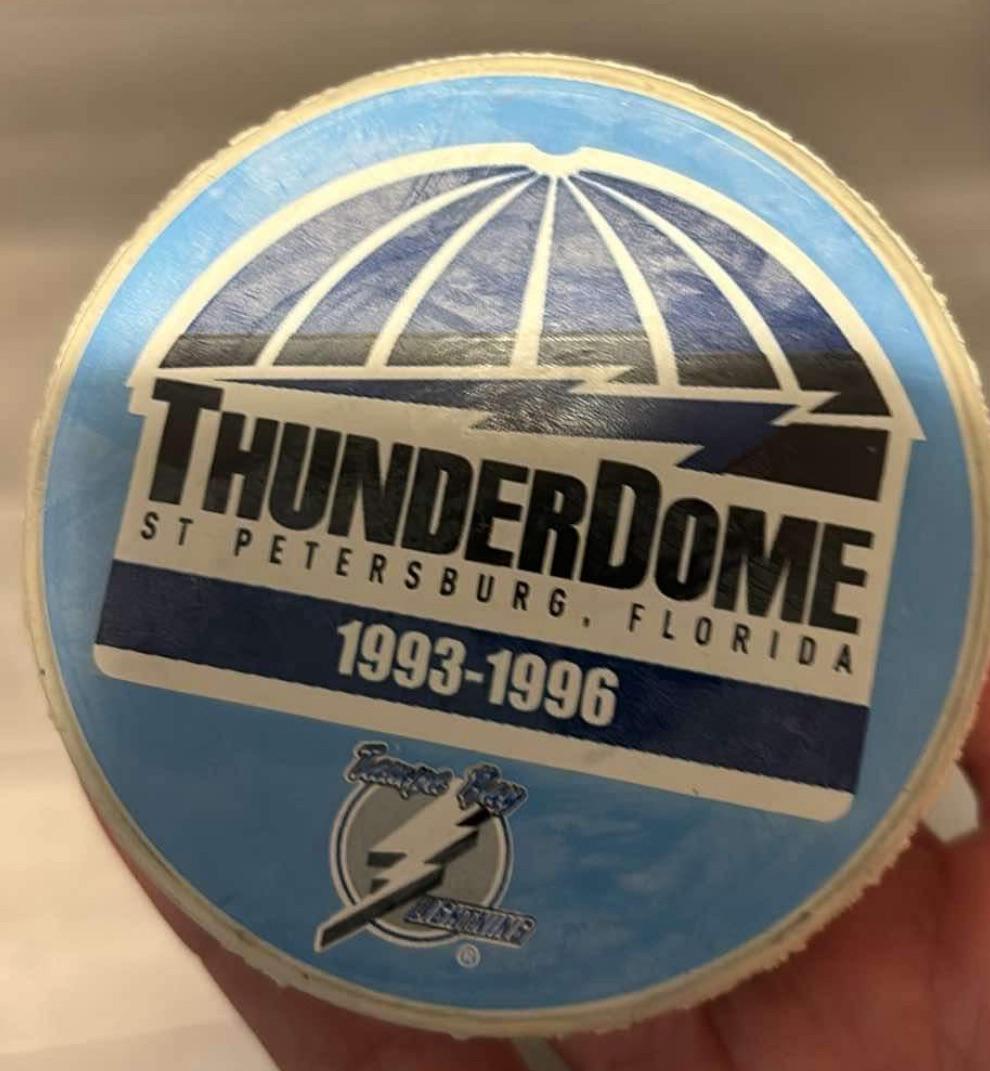 THUNDERDOME
ST PETERSBURG, FLORIDA
1993-1996
Tampa Bay
LIGHTNING
®